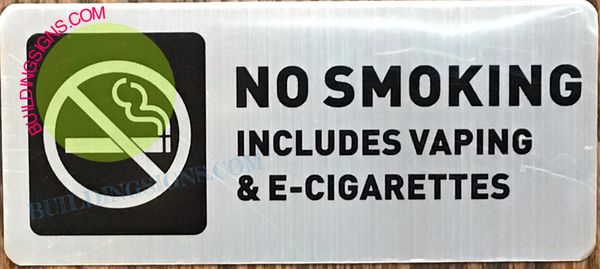 BUILDINGSIGNS.COM
NO SMOKING
INCLUDES VAPING
& E-CIGARETTES
BUILDINGSIGNS.COM